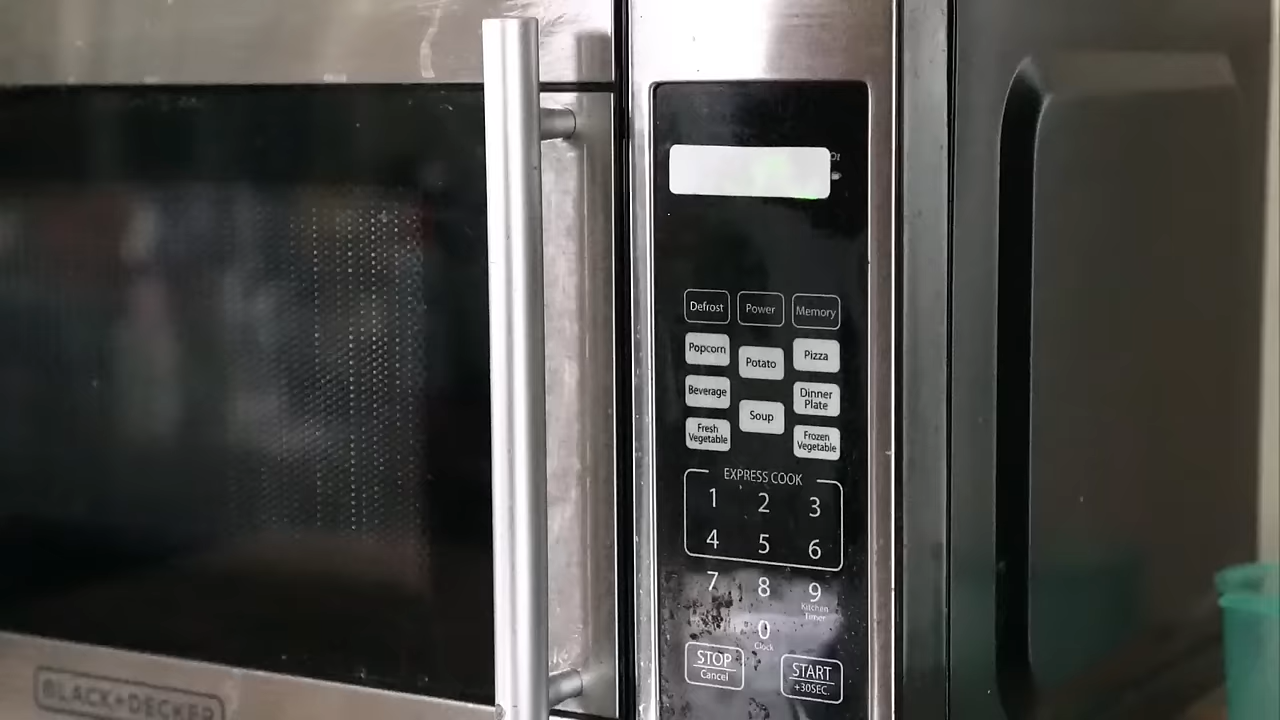 Defrost
Power
Memory
Popcorn
Potato
Pizza
Beverage
Soup
Dinner
Plate
Fresh
Vegetable
Frozen
Vegetable
EXPRESS COOK
1 2 3
4 5 6
7 8 9
Kitchen
Timer
0
Clock
STOP
Cancel
START
+30SEC.
BLACK+DECKER